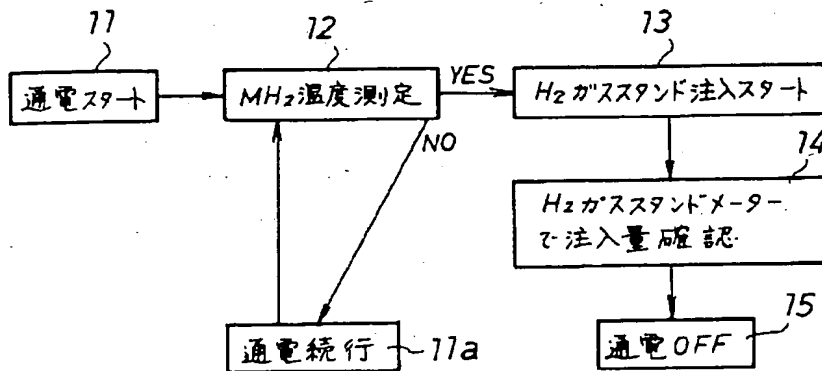 11
12
13
通電スタート
MH2温度測定
YES
H2ガススタンド注入スタート
NO
14
H2ガススタンドメーター
で注入量確認
通電続行
11a
15
通電OFF